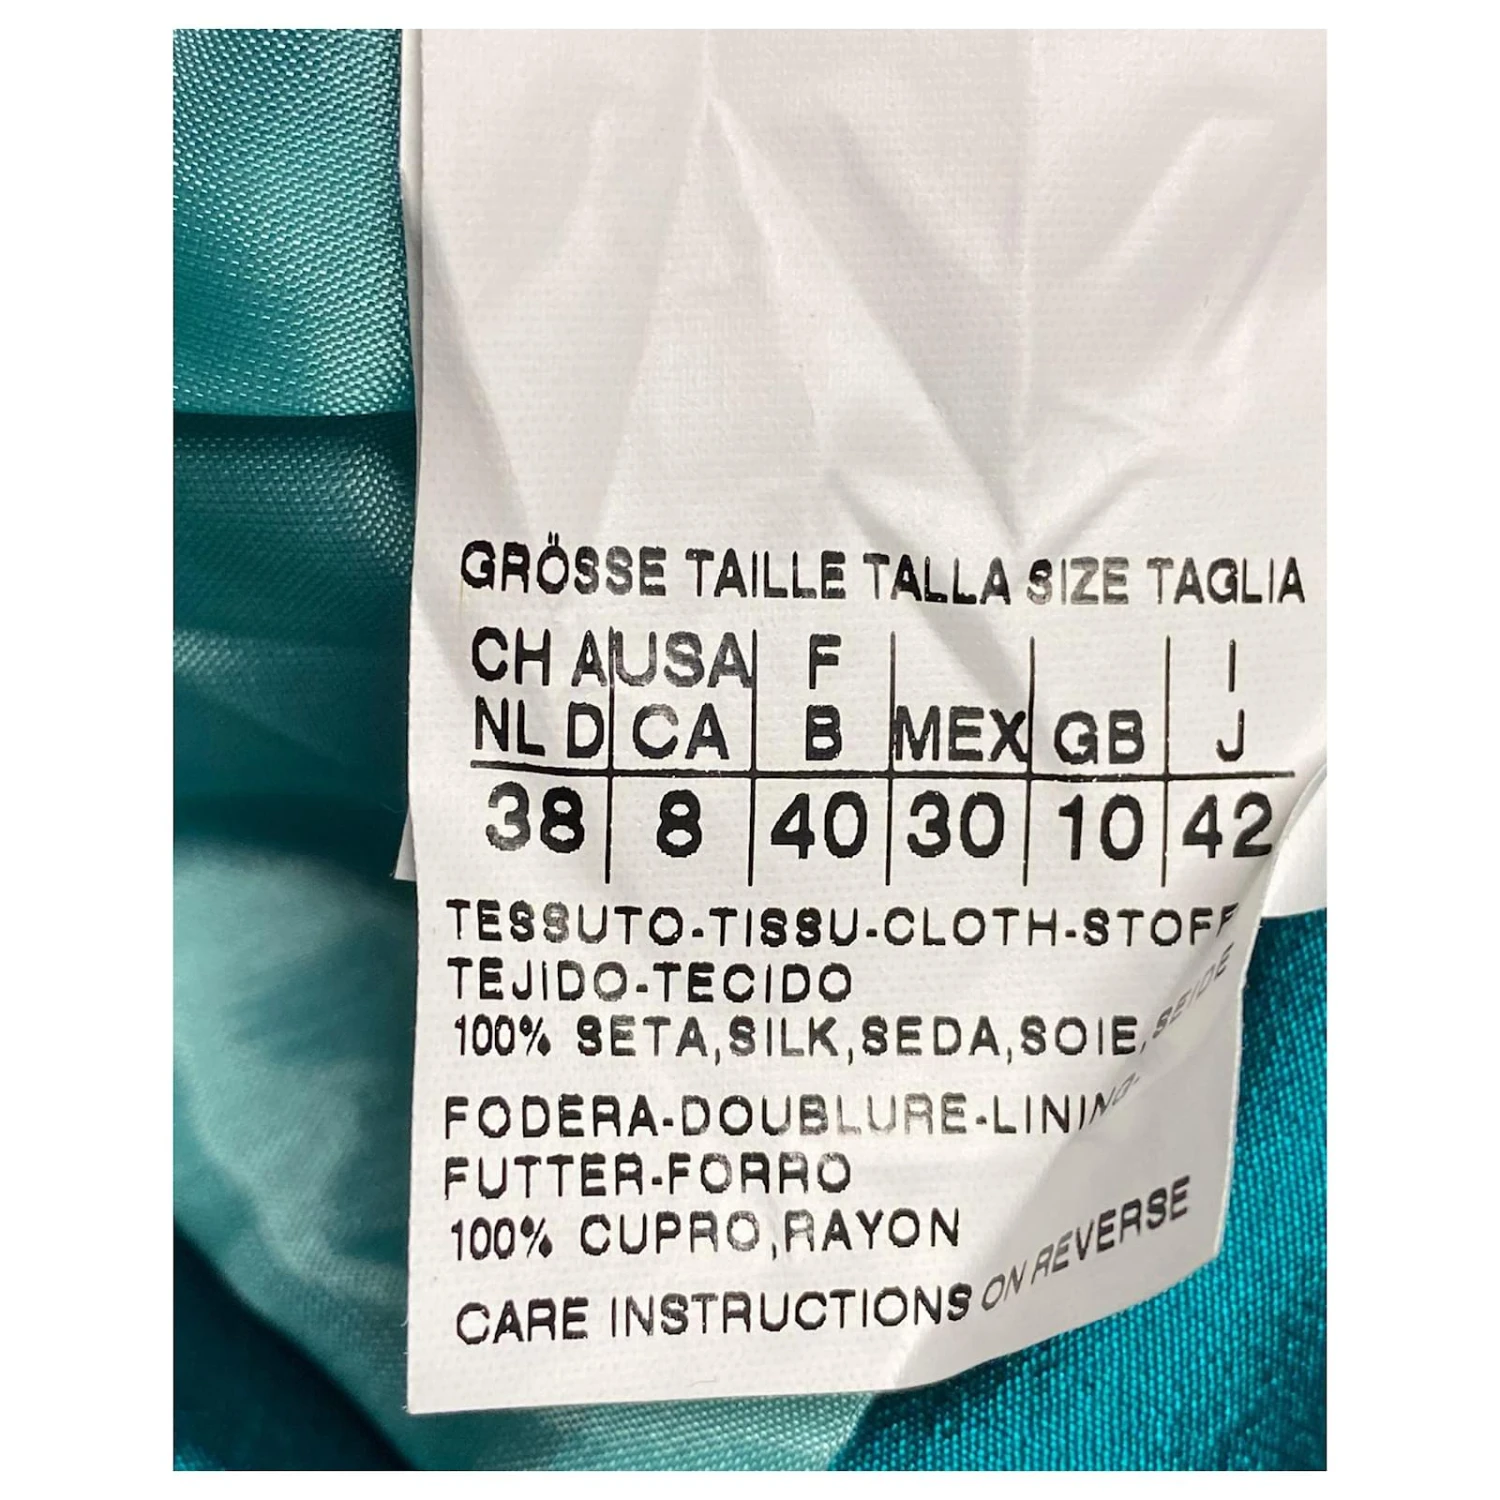 GRÖSSE TAILLE TALLA SIZE TAGLIA
CH A USA F I
NL D CA B MEX GB J
38 8 40 30 10 42
TESSUTO-TISSU-CLOTH-STOFF
TEJIDO-TECIDO
100% SETA,SILK,SEDA,SOIE,SEIDE
FODERA-DOUBLURE-LINING-
FUTTER-FORRO
100% CUPRO,RAYON
CARE INSTRUCTIONS ON REVERSE